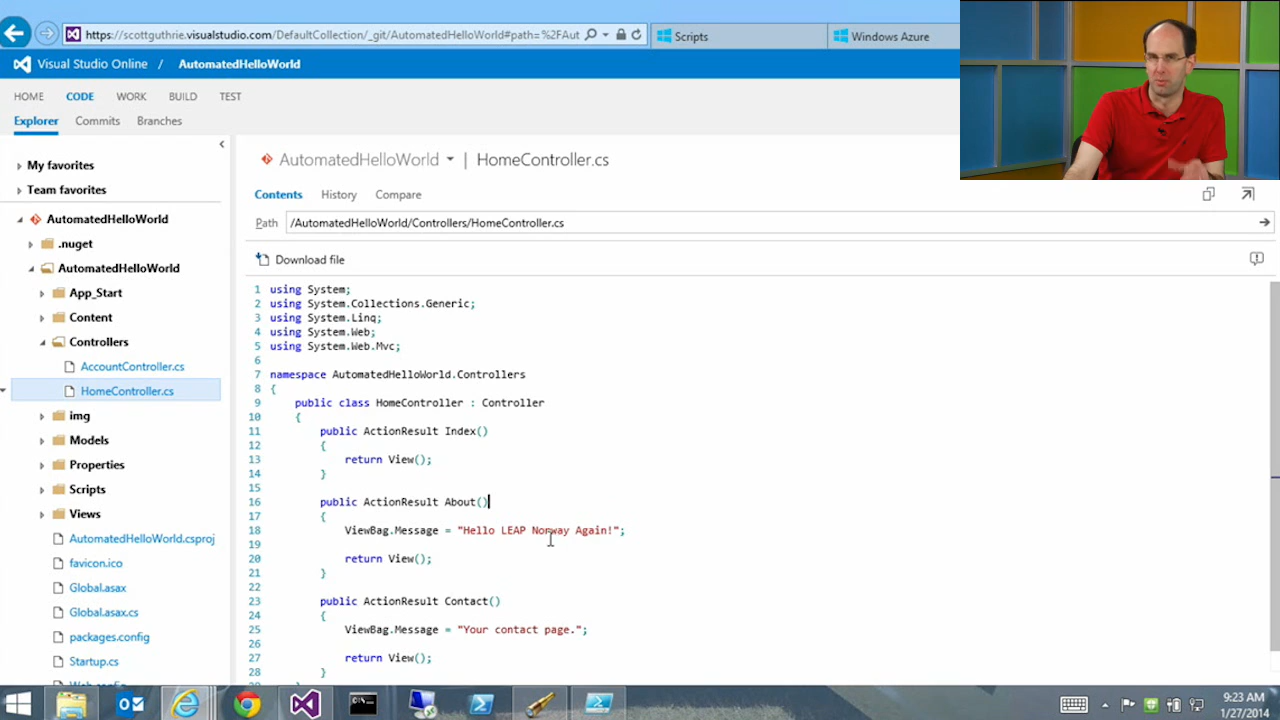 https://scottguthrie.visualstudio.com/DefaultCollection/_git/AutomatedHelloWorld#path=%2FAut
Scripts
Windows Azure
Visual Studio Online / AutomatedHelloWorld
HOME CODE WORK BUILD TEST
Explorer Commits Branches
My favorites
Team favorites
AutomatedHelloWorld
.nuget
AutomatedHelloWorld
App_Start
Content
Controllers
AccountController.cs
HomeController.cs
img
Models
Properties
Scripts
Views
AutomatedHelloWorld.csproj
favicon.ico
Global.asax
Global.asax.cs
packages.config
Startup.cs
AutomatedHelloWorld | HomeController.cs
Contents History Compare
Path /AutomatedHelloWorld/Controllers/HomeController.cs
Download file
1 using System;
2 using System.Collections.Generic;
3 using System.Linq;
4 using System.Web;
5 using System.Web.Mvc;
6
7 namespace AutomatedHelloWorld.Controllers
8 {
9 public class HomeController : Controller
10 {
11 public ActionResult Index()
12 {
13 return View();
14 }
15
16 public ActionResult About()
17 {
18 ViewBag.Message = "Hello LEAP Norway Again!";
19
20 return View();
21 }
22
23 public ActionResult Contact()
24 {
25 ViewBag.Message = "Your contact page.";
26
27 return View();
28 }
9:23 AM
1/27/2014